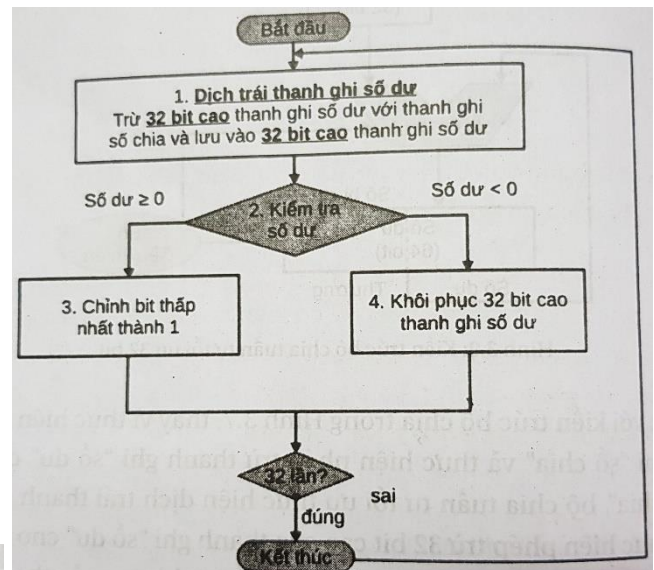 Bắt đầu
1. Dịch trái thanh ghi số dư
Trừ 32 bit cao thanh ghi số dư với thanh ghi
số chia và lưu vào 32 bit cao thanh ghi số dư
Số dư ≥ 0
Số dư < 0
2. Kiểm tra
số dư
3. Chỉnh bit thấp
nhất thành 1
4. Khôi phục 32 bit cao
thanh ghi số dư
32 lần?
sai
đúng
Kết thúc